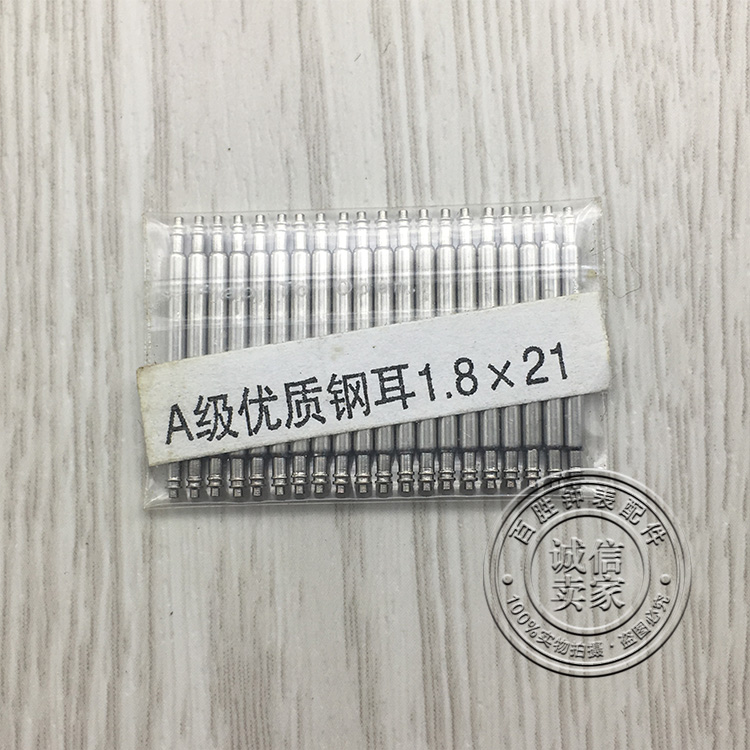 A级优质钢耳1.8×21
百胜钟表配件
诚信
卖家
100%实物拍摄·盗图必究